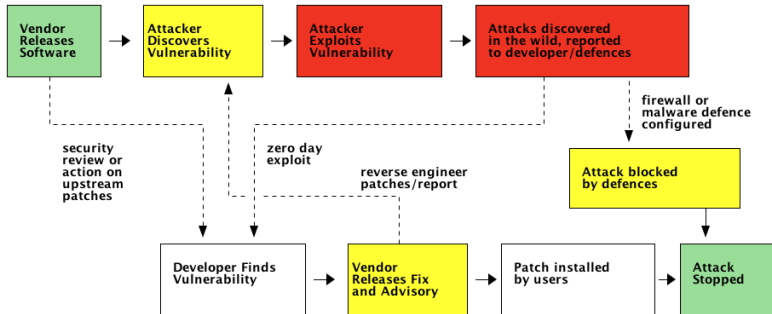 Vendor
Releases
Software
Attacker
Discovers
Vulnerability
Attacker
Exploits
Vulnerability
Attacks discovered
in the wild, reported
to developer/defences
firewall or
malware defence
configured
security
review or
action on
upstream
patches
zero day
exploit
reverse engineer
patches/report
Attack blocked
by defences
Developer Finds
Vulnerability
Vendor
Releases Fix
and Advisory
Patch installed
by users
Attack
Stopped